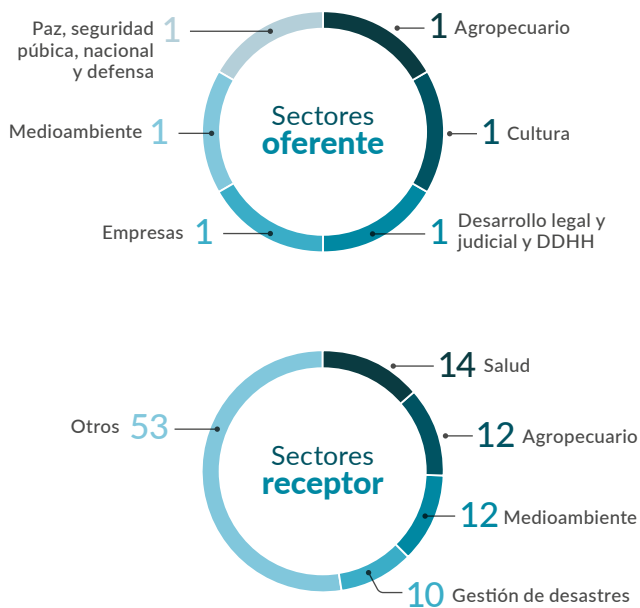 Paz, seguridad
púbica, nacional
y defensa
1
1 Agropecuario
Medioambiente 1
Sectores
oferente
1 Cultura
Empresas 1
1 Desarrollo legal y
judicial y DDHH
14 Salud
Otros 53
Sectores
receptor
12 Agropecuario
12 Medioambiente
10 Gestión de desastres